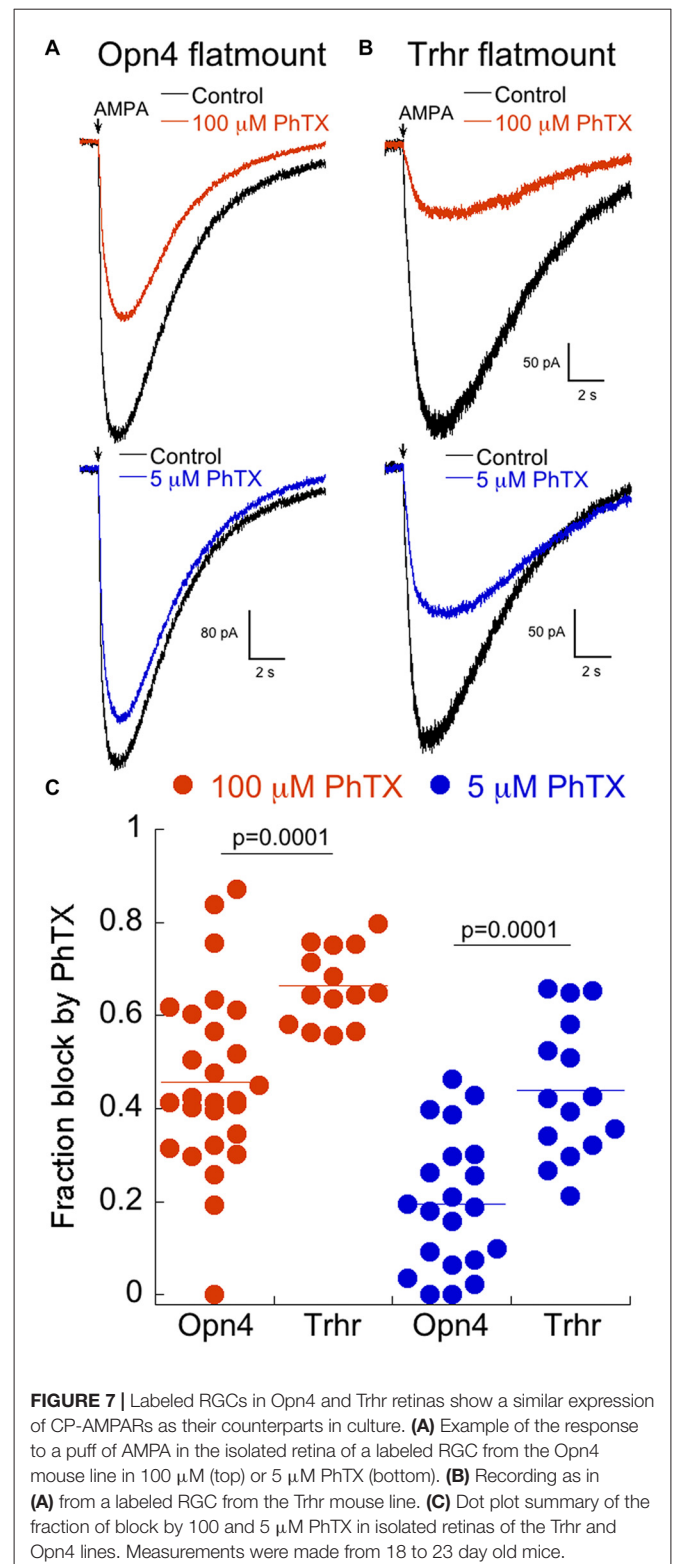 A Opn4 flatmount
B Trhr flatmount
AMPA
Control
100 μM PhTX
AMPA
Control
100 μM PhTX
50 pA
2 s
Control
5 μM PhTX
80 pA
2 s
Control
5 μM PhTX
50 pA
2 s
C
100 μM PhTX
5 μM PhTX
Fraction block by PhTX
1
0.8
0.6
0.4
0.2
0
p=0.0001
p=0.0001
Opn4 Trhr Opn4 Trhr
FIGURE 7 | Labeled RGCs in Opn4 and Trhr retinas show a similar expression
of CP-AMPARs as their counterparts in culture. (A) Example of the response
to a puff of AMPA in the isolated retina of a labeled RGC from the Opn4
mouse line in 100 μM (top) or 5 μM PhTX (bottom). (B) Recording as in
(A) from a labeled RGC from the Trhr mouse line. (C) Dot plot summary of the
fraction of block by 100 and 5 μM PhTX in isolated retinas of the Trhr and
Opn4 lines. Measurements were made from 18 to 23 day old mice.